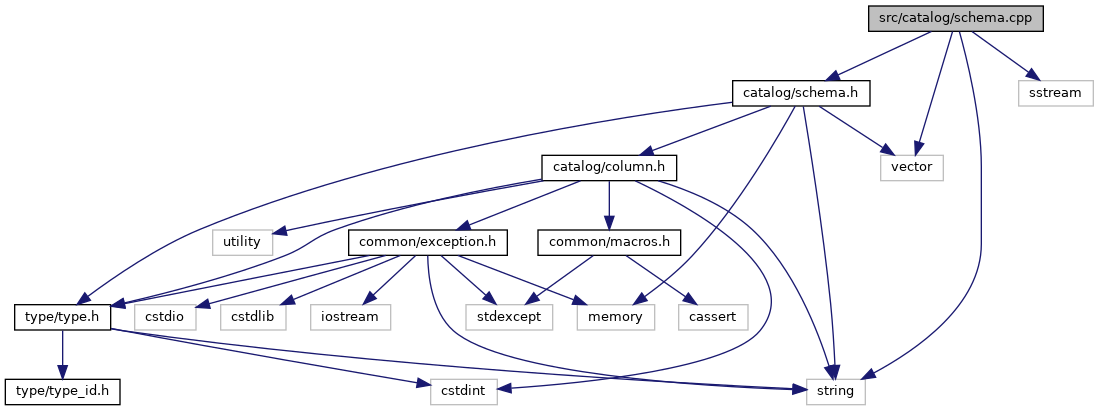 src/catalog/schema.cpp
catalog/schema.h
sstream
catalog/column.h
vector
utility
common/exception.h
common/macros.h
type/type.h
cstdio
cstdlib
iostream
stdexcept
memory
cassert
type/type_id.h
cstdint
string